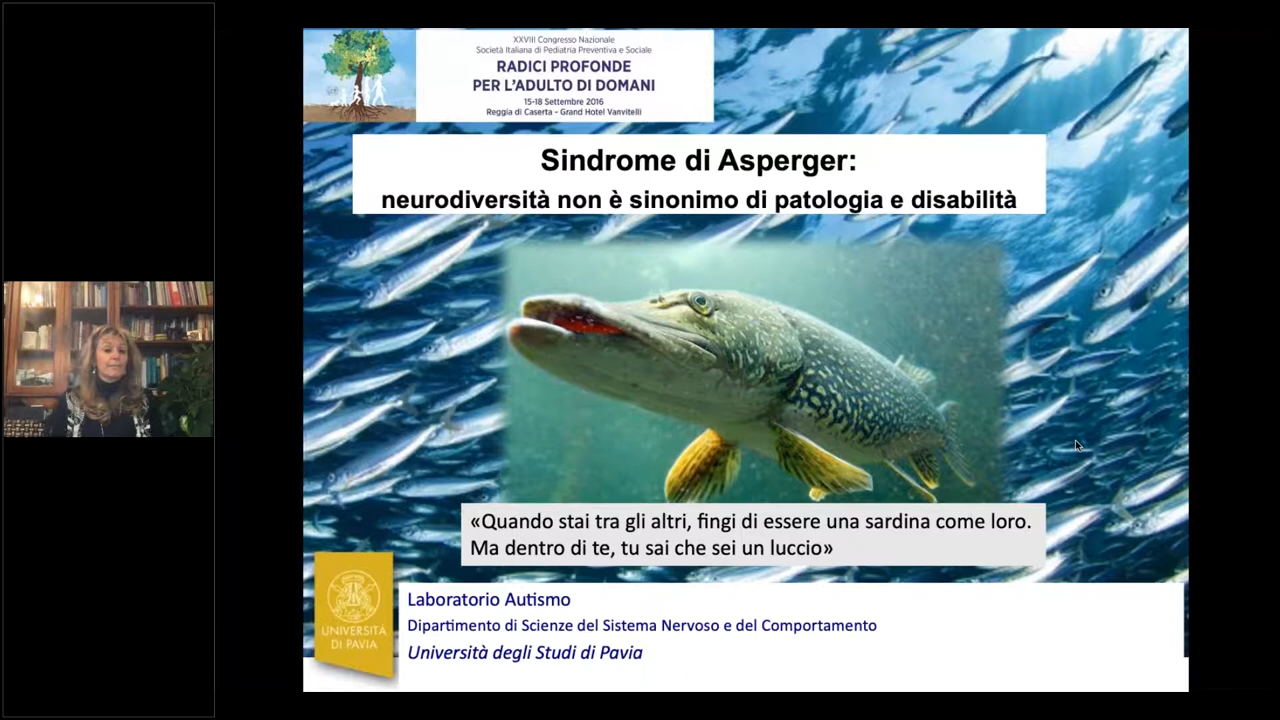 XXVIII Congresso Nazionale
Società Italiana di Pediatria Preventiva e Sociale
RADICI PROFONDE
PER L'ADULTO DI DOMANI
15-18 Settembre 2016
Reggia di Caserta - Grand Hotel Vanvitelli
Sindrome di Asperger:
neurodiversità non è sinonimo di patologia e disabilità
«Quando stai tra gli altri, fingi di essere una sardina come loro.
Ma dentro di te, tu sai che sei un luccio»
UNIVERSITÀ
DI PAVIA
Laboratorio Autismo
Dipartimento di Scienze del Sistema Nervoso e del Comportamento
Università degli Studi di Pavia